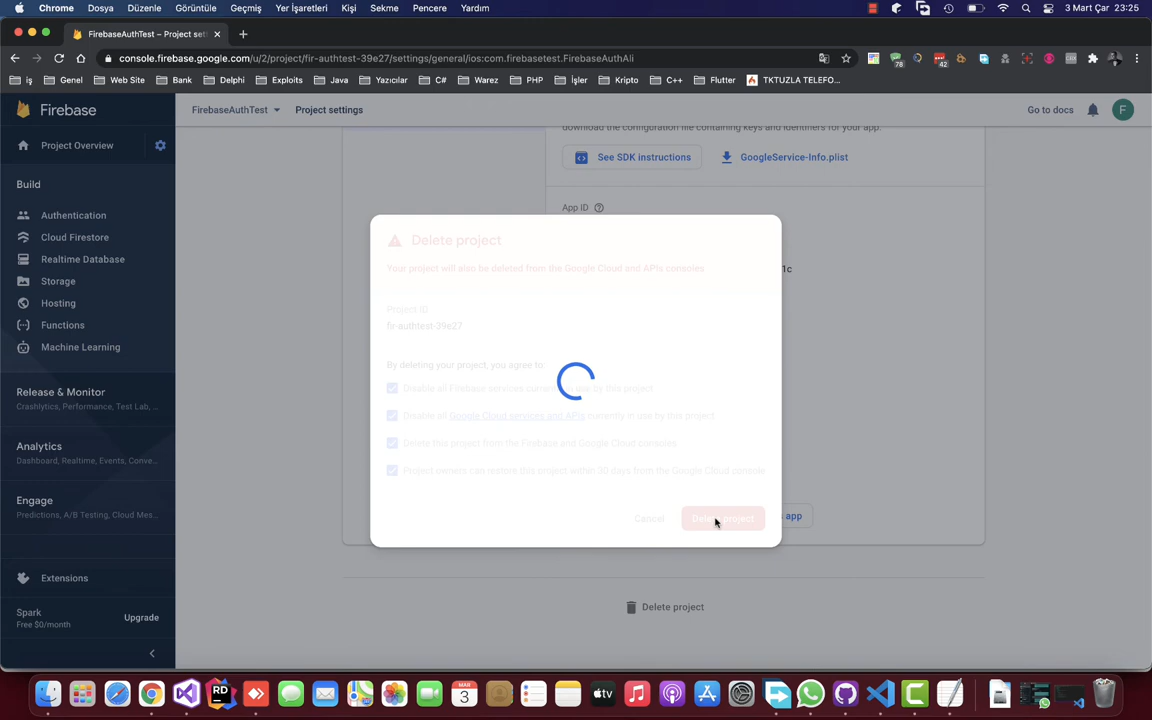 Chrome Dosya Düzenle Görüntüle Geçmiş Yer İşaretleri Kişi Sekme Pencere Yardım 3 Mart Çar 23:25
FirebaseAuthTest – Project sett
console.firebase.google.com/u/2/project/fir-authtest-39e27/settings/general/ios:com.firebasetest.FirebaseAuthAli
78
42
iş Genel Web Site Bank Delphi Exploits Java Yazıcılar C# Warez PHP İşler Kripto C++ Flutter TKTUZLA TELEFO...
Firebase
FirebaseAuthTest Project settings Go to docs F
Project Overview
Build
Authentication
Cloud Firestore
Realtime Database
Storage
Hosting
Functions
Machine Learning
Release & Monitor
Crashlytics, Performance, Test Lab, ...
Analytics
Dashboard, Realtime, Events, Conve...
Engage
Predictions, A/B Testing, Cloud Mes...
Extensions
Spark
Free $0/month
Upgrade
download the configuration file containing keys and identifiers for your app.
See SDK instructions GoogleService-Info.plist
App ID
1c
Delete project
Your project will also be deleted from the Google Cloud and APIs consoles
Project ID
fir-authtest-39e27
By deleting your project, you agree to
Disable all Firebase services currently in use by this project
Disable all Google Cloud services and APIs currently in use by this project
Delete this project from the Firebase and Google Cloud consoles
Project owners can restore this project within 30 days from the Google Cloud console
Cancel Delete project
app
Delete project
RD
MAR
3
tv